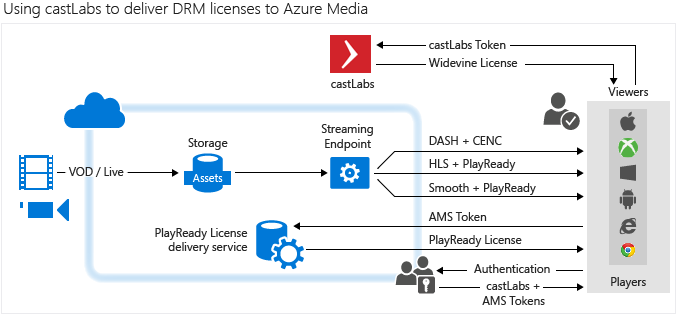 Using castLabs to deliver DRM licenses to Azure Media
castLabs Token
Widevine License
castLabs
Viewers
Storage
Streaming
Endpoint
DASH + CENC
VOD / Live
Assets
HLS + PlayReady
Smooth + PlayReady
AMS Token
PlayReady License
delivery service
PlayReady License
Authentication
castLabs +
AMS Tokens
Players